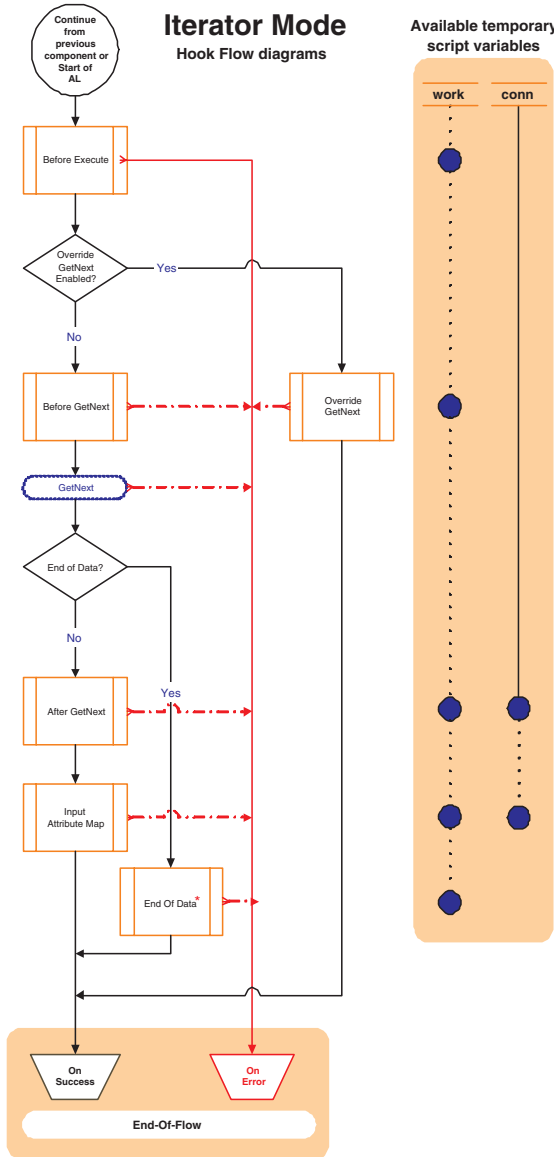 Continue
from
previous
component or
Start of
AL
Iterator Mode
Hook Flow diagrams
Available temporary
script variables
work
conn
Before Execute
Override
GetNext
Enabled?
Yes
No
Before GetNext
Override
GetNext
GetNext
End of Data?
No
Yes
After GetNext
Input
Attribute Map
End Of Data*
On
Success
On
Error
End-Of-Flow